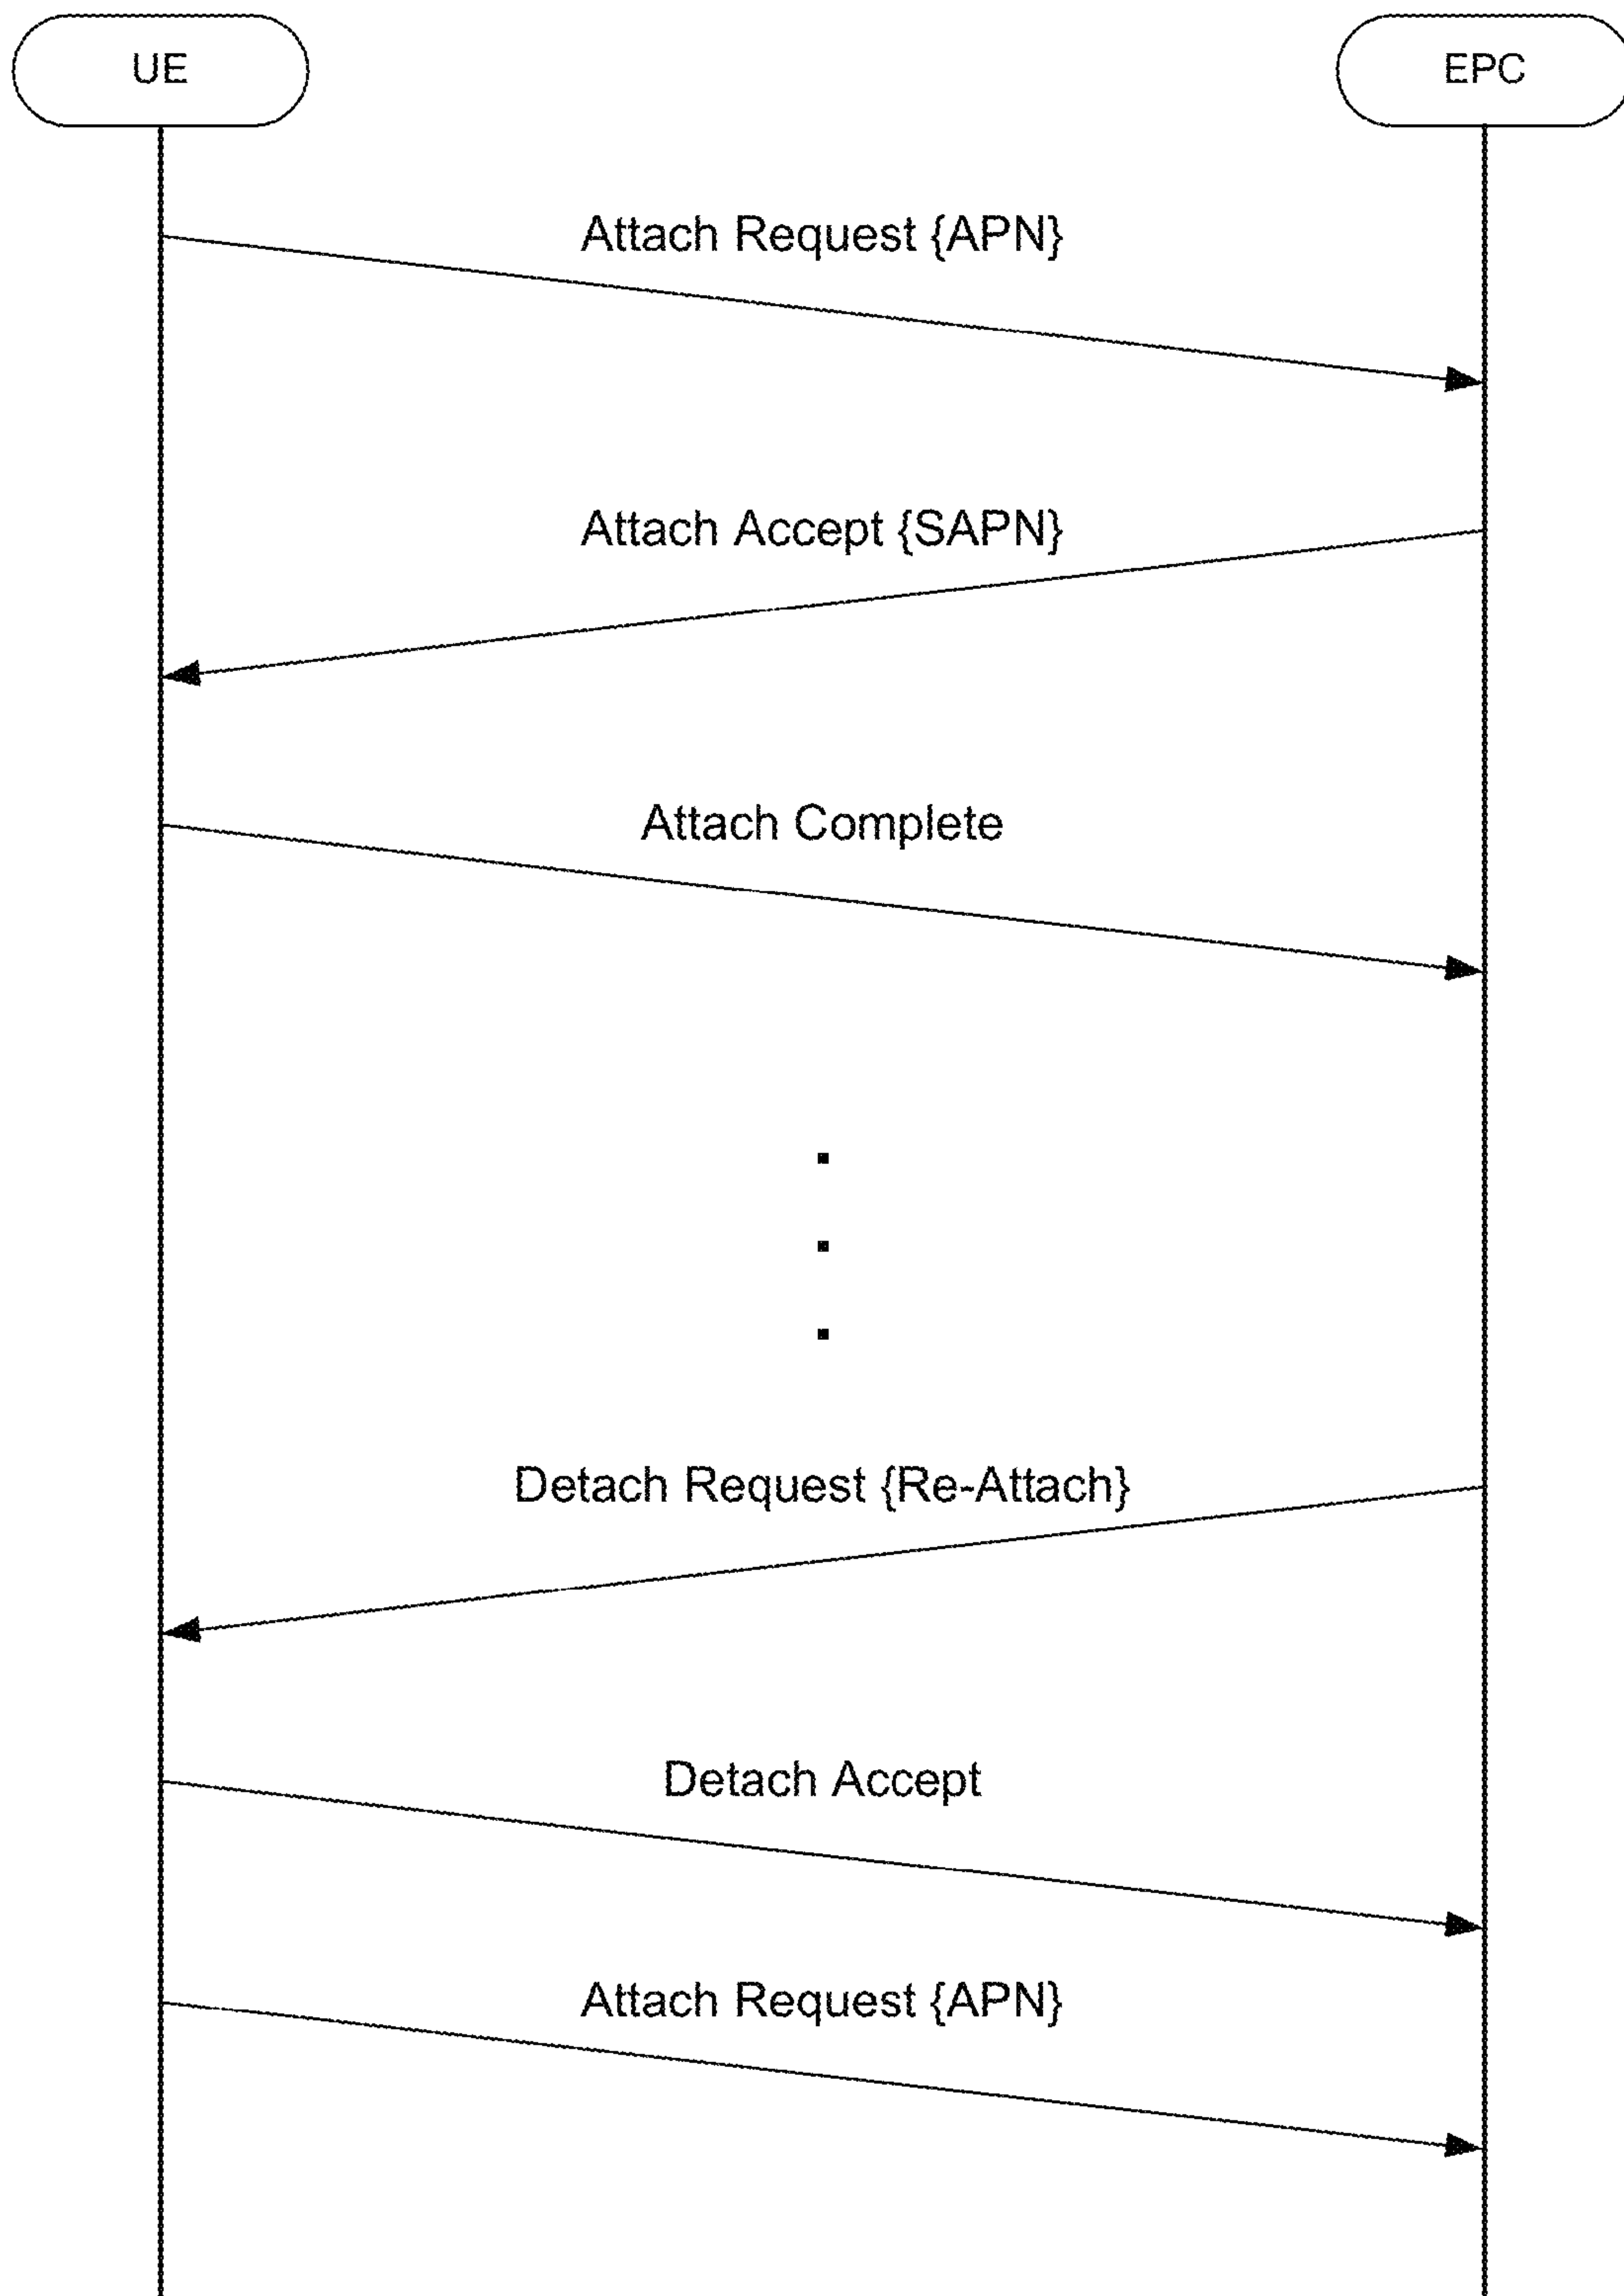 UE
EPC
Attach Request {APN}
Attach Accept {SAPN}
Attach Complete
Detach Request {Re-Attach}
Detach Accept
Attach Request {APN}